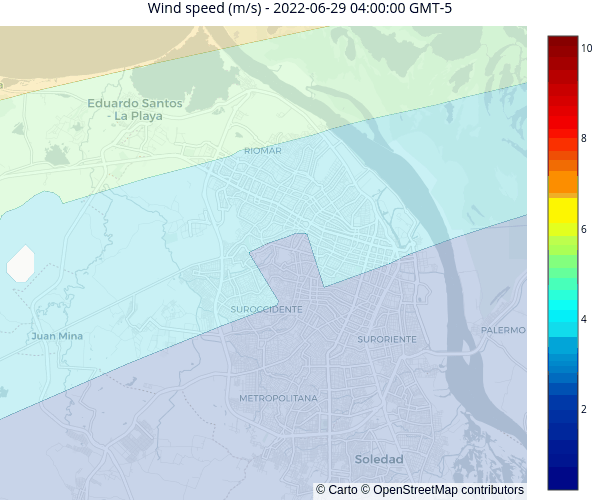 Wind speed (m/s) - 2022-06-29 04:00:00 GMT-5
10
8
6
4
2
Eduardo Santos
- La Playa
RIOMAR
SUROCCIDENTE
Juan Mina
SURORIENTE
PALERMO
METROPOLITANA
Soledad
© Carto © OpenStreetMap contributors